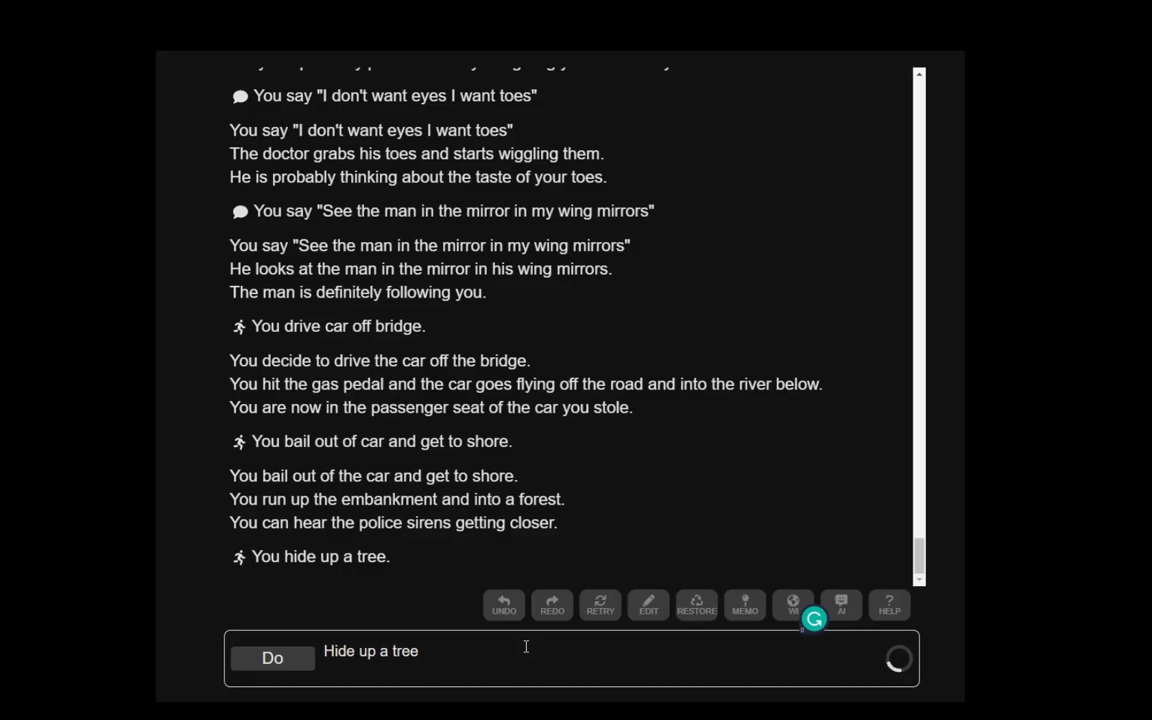 You say "I don't want eyes I want toes"
You say "I don't want eyes I want toes"
The doctor grabs his toes and starts wiggling them.
He is probably thinking about the taste of your toes.
You say "See the man in the mirror in my wing mirrors"
You say "See the man in the mirror in my wing mirrors"
He looks at the man in the mirror in his wing mirrors.
The man is definitely following you.
You drive car off bridge.
You decide to drive the car off the bridge.
You hit the gas pedal and the car goes flying off the road and into the river below.
You are now in the passenger seat of the car you stole.
You bail out of car and get to shore.
You bail out of the car and get to shore.
You run up the embankment and into a forest.
You can hear the police sirens getting closer.
You hide up a tree.
UNDO REDO RETRY EDIT RESTORE MEMO WI AI HELP
Do Hide up a tree